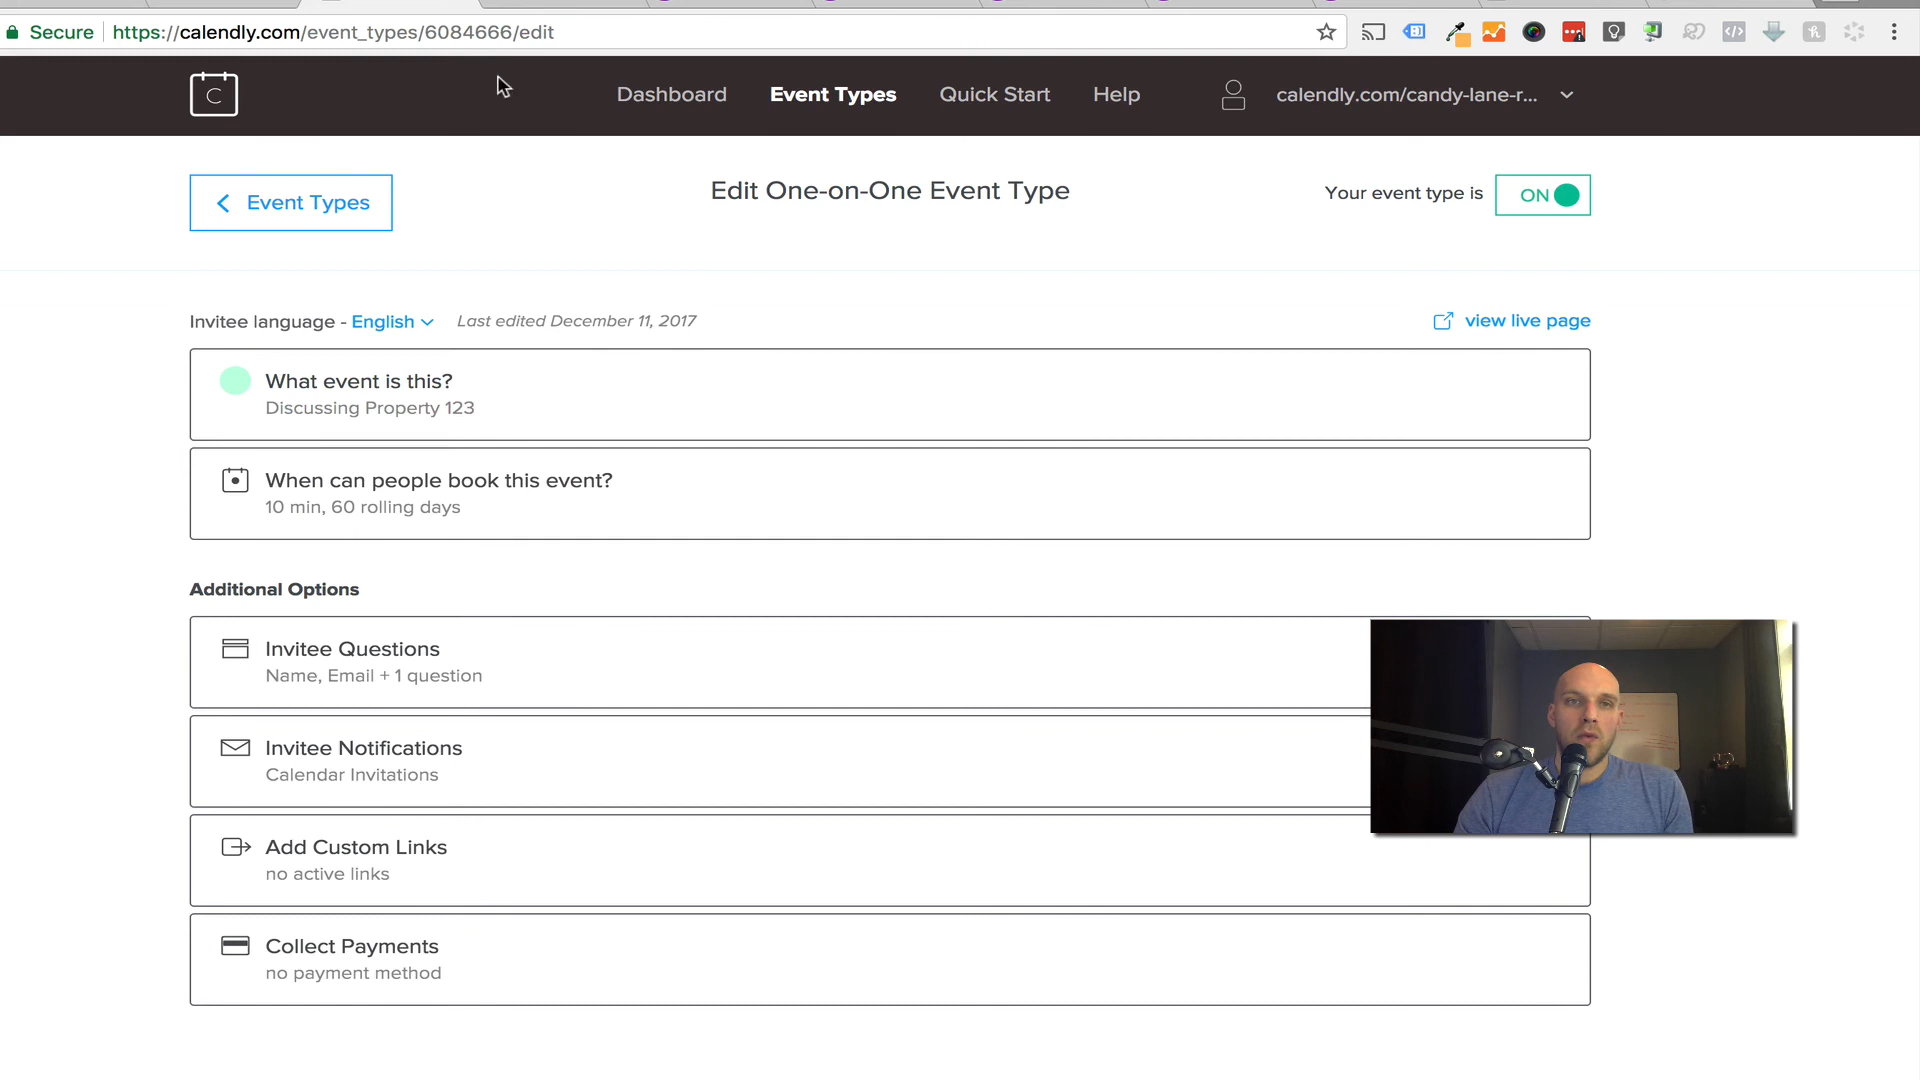 Secure https://calendly.com/event_types/6084666/edit
C
Dashboard Event Types Quick Start Help calendly.com/candy-lane-r...
Event Types
Edit One-on-One Event Type
Your event type is ON
Invitee language - English Last edited December 11, 2017
view live page
What event is this?
Discussing Property 123
When can people book this event?
10 min, 60 rolling days
Additional Options
Invitee Questions
Name, Email + 1 question
Invitee Notifications
Calendar Invitations
Add Custom Links
no active links
Collect Payments
no payment method